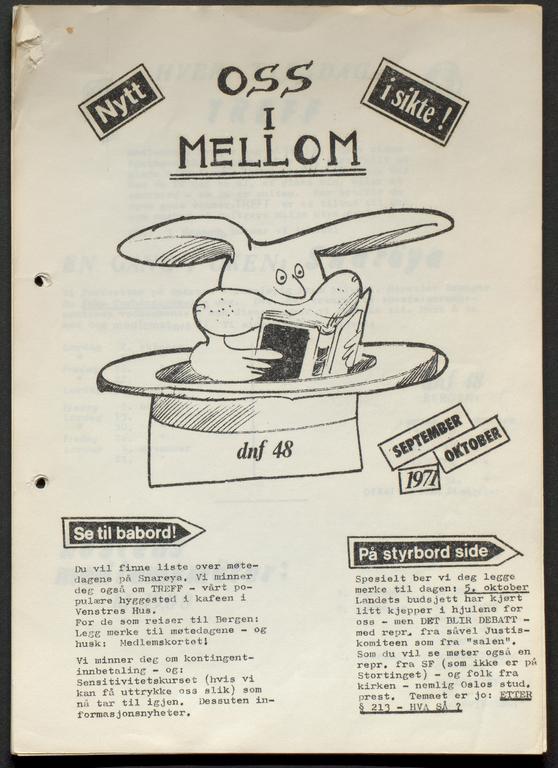 Nytt
OSS
I
MELLOM
i sikte!
dnf 48
SEPTEMBER
OKTOBER
1971
Se til babord!
Du vil finne liste over møte-
dagene på Snarøya. Vi minner
deg også om TREFF - vårt po-
pulære hyggested i kafeen i
Venstres Hus.
For de som reiser til Bergen:
Legg merke til møtedagene - og
husk: Medlemskortet!
Vi minner deg om kontingent-
innbetaling - og:
Sensitivitetskurset (hvis vi
kan få uttrykke oss slik) som
nå tar til igjen. Dessuten in-
formasjonsnyheter.
På styrbord side
Spesielt ber vi deg legge
merke til dagen: 5. oktober
Landets budsjett har kjørt
litt kjepper i hjulene for
oss - men DET BLIR DEBATT -
med repr. fra såvel Justis-
komiteen som fra "salen".
Som du vil se møter også en
repr. fra SF (som ikke er på
Stortinget) - og folk fra
kirken - nemlig Oslos stud.
prest. Temaet er jo: ETTER
§ 213 - HVA SÅ ?